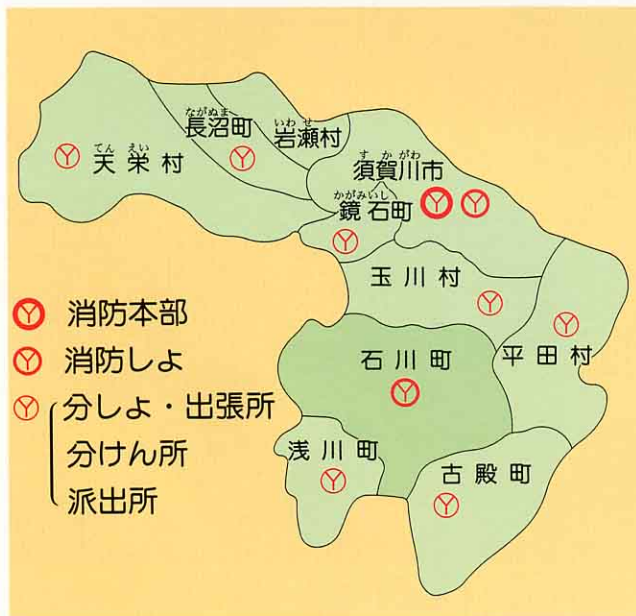 ながぬま
長沼町
いわせ
岩瀬村
てんえい
天栄村
すかがわ
須賀川市
かがみいし
鏡石町
玉川村
平田村
石川町
浅川町
古殿町
消防本部
消防しょ
分しょ・出張所
分けん所
派出所